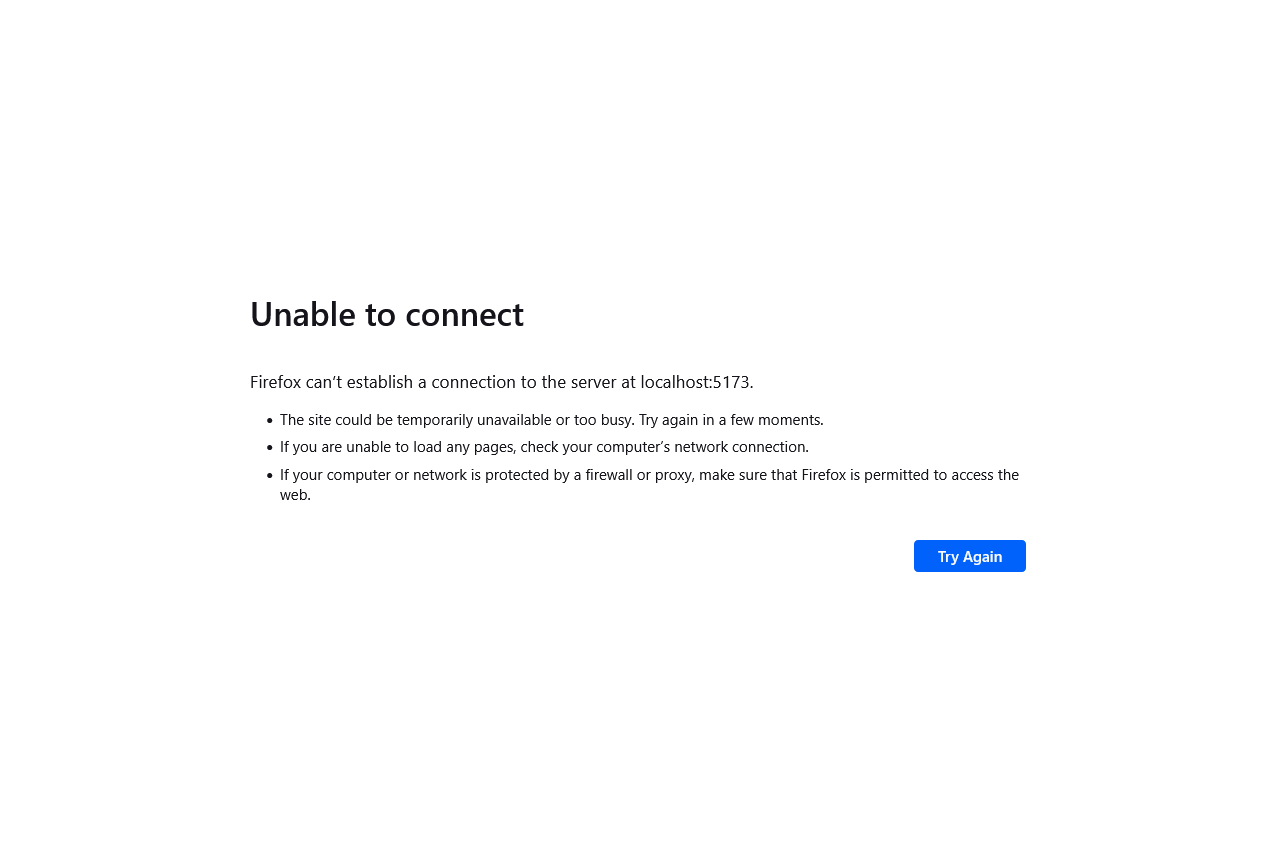 Unable to connect
Firefox can’t establish a connection to the server at localhost:5173.
• The site could be temporarily unavailable or too busy. Try again in a few moments.
• If you are unable to load any pages, check your computer’s network connection.
• If your computer or network is protected by a firewall or proxy, make sure that Firefox is permitted to access the
web.
Try Again